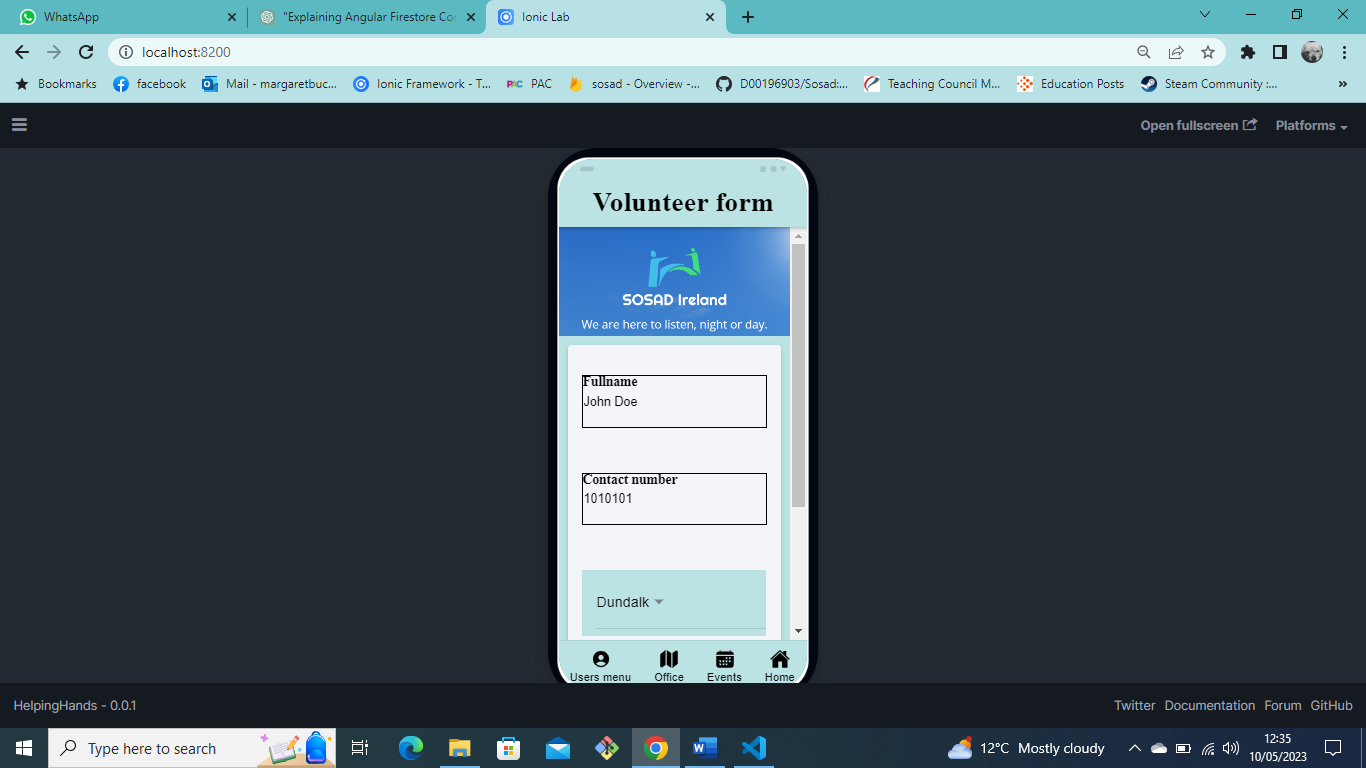 WhatsApp
"Explaining Angular Firestore Cor
Ionic Lab
localhost:8200
Bookmarks
facebook
Mail - margaretbuc...
Ionic Framework - T...
PAC PAC
sosad - Overview -...
D00196903/Sosad:...
Teaching Council M...
Education Posts
Steam Community :...
»
Open fullscreen
Platforms
Volunteer form
SOSAD Ireland
We are here to listen, night or day.
Fullname
John Doe
Contact number
1010101
Dundalk
Users menu
Office
Events
Home
HelpingHands - 0.0.1
Twitter Documentation Forum GitHub
Type here to search
12°C Mostly cloudy
12:35
10/05/2023